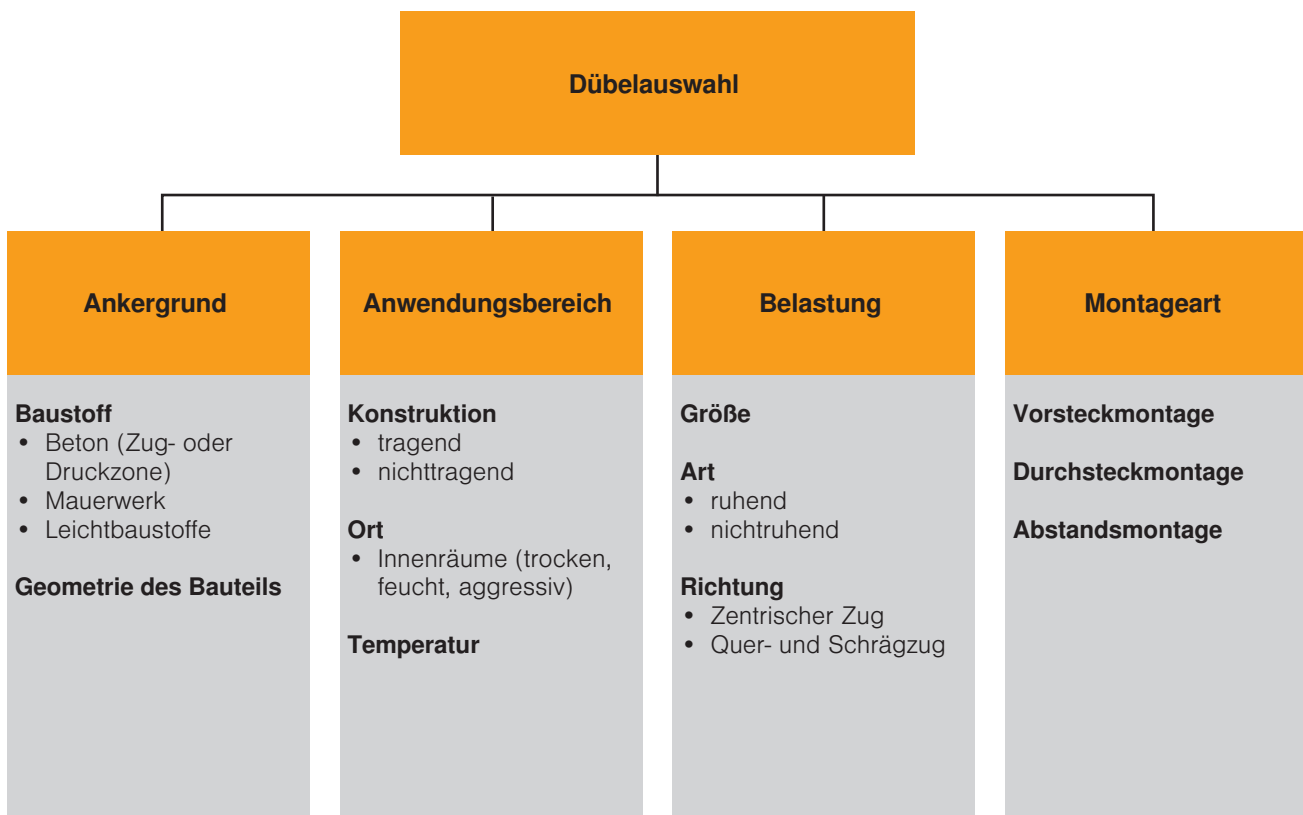 Dübelauswahl
Ankergrund
Baustoff
• Beton (Zug- oder
Druckzone)
• Mauerwerk
• Leichtbaustoffe
Geometrie des Bauteils
Anwendungsbereich
Konstruktion
• tragend
• nichttragend
Ort
• Innenräume (trocken,
feucht, aggressiv)
Temperatur
Belastung
Größe
Art
• ruhend
• nichtruhend
Richtung
• Zentrischer Zug
• Quer- und Schrägzug
Montageart
Vorsteckmontage
Durchsteckmontage
Abstandsmontage